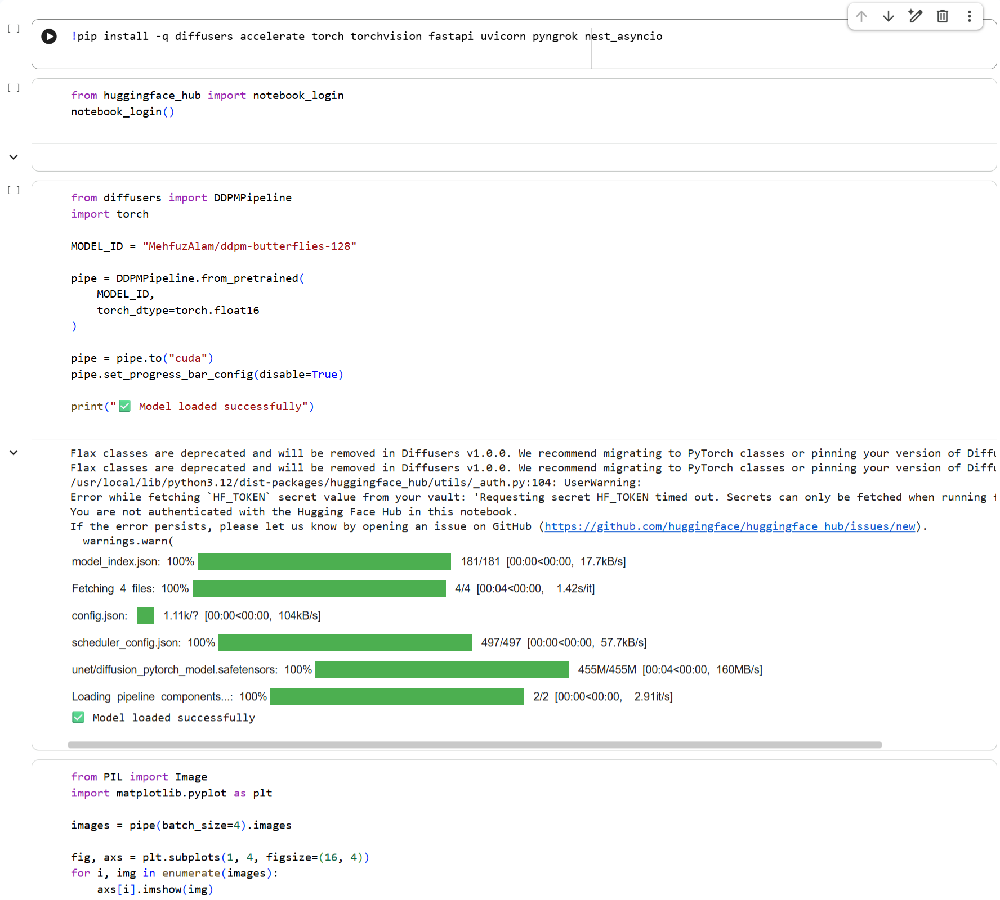 [ ]
!pip install -q diffusers accelerate torch torchvision fastapi uvicorn pyngrok nest_asyncio
[ ]
from huggingface_hub import notebook_login
notebook_login()
[ ]
from diffusers import DDPMPipeline
import torch
MODEL_ID = "MehfuzAlam/ddpm-butterflies-128"
pipe = DDPMPipeline.from_pretrained(
    MODEL_ID,
    torch_dtype=torch.float16
)
pipe = pipe.to("cuda")
pipe.set_progress_bar_config(disable=True)
print("✅ Model loaded successfully")
Flax classes are deprecated and will be removed in Diffusers v1.0.0. We recommend migrating to PyTorch classes or pinning your version of
Flax classes are deprecated and will be removed in Diffusers v1.0.0. We recommend migrating to PyTorch classes or pinning your version of
/usr/local/lib/python3.12/dist-packages/huggingface_hub/utils/_auth.py:104: UserWarning:
Error while fetching `HF_TOKEN` secret value from your vault: 'Requesting secret HF_TOKEN timed out. Secrets can only be fetched when running
You are not authenticated with the Hugging Face Hub in this notebook.
If the error persists, please let us know by opening an issue on GitHub (https://github.com/huggingface/huggingface_hub/issues/new).
  warnings.warn(
model_index.json: 100% 181/181 [00:00<00:00, 17.7kB/s]
Fetching 4 files: 100% 4/4 [00:04<00:00, 1.42s/it]
config.json: 1.11k/? [00:00<00:00, 104kB/s]
scheduler_config.json: 100% 497/497 [00:00<00:00, 57.7kB/s]
unet/diffusion_pytorch_model.safetensors: 100% 455M/455M [00:04<00:00, 160MB/s]
Loading pipeline components...: 100% 2/2 [00:00<00:00, 2.91it/s]
✅ Model loaded successfully
from PIL import Image
import matplotlib.pyplot as plt
images = pipe(batch_size=4).images
fig, axs = plt.subplots(1, 4, figsize=(16, 4))
for i, img in enumerate(images):
    axs[i].imshow(img)